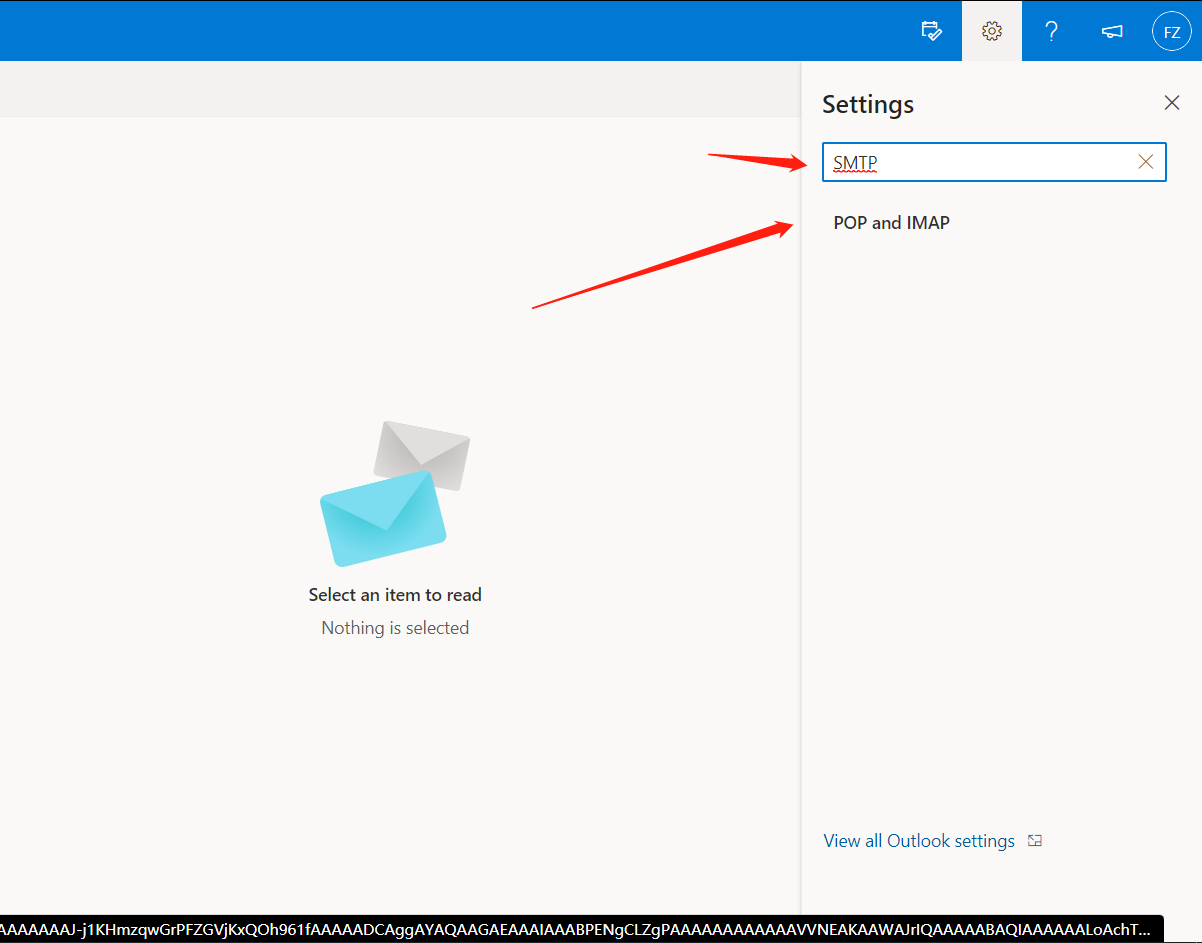 FZ
Settings
SMTP
POP and IMAP
Select an item to read
Nothing is selected
View all Outlook settings
AAAAAAAJ-j1KHmzqwGrPFZGVjKxQOh961fAAAAADCAggAYAQAAGAEAAAIAAABPENgCLZgPAAAAAAAAAAAAVVNEAKAAWAJrIQAAAAABAQIAAAAAALoAchT...